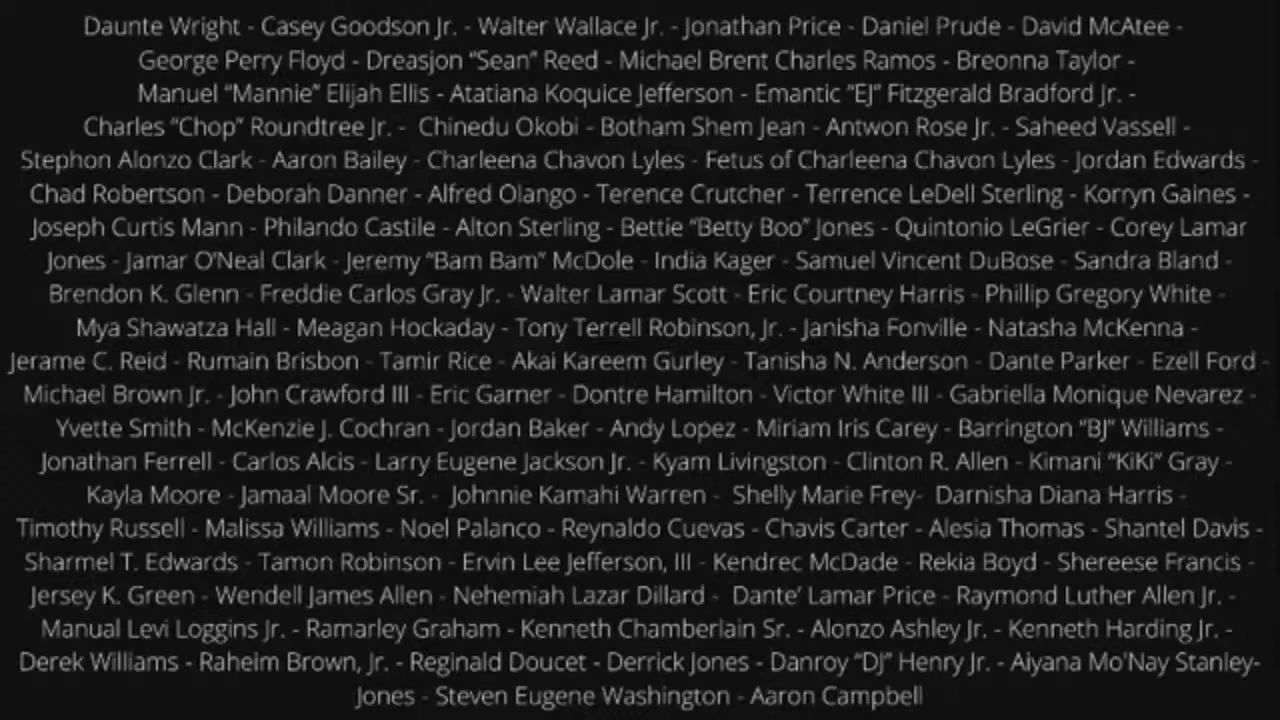 Daunte Wright - Casey Goodson Jr. - Walter Wallace Jr. - Jonathan Price - Daniel Prude - David McAtee -
George Perry Floyd - Dreasjon “Sean” Reed - Michael Brent Charles Ramos - Breonna Taylor -
Manuel “Mannie” Elijah Ellis - Atatiana Koquice Jefferson - Emantic “EJ” Fitzgerald Bradford Jr. -
Charles “Chop” Roundtree Jr. - Chinedu Okobi - Botham Shem Jean - Antwon Rose Jr. - Saheed Vassell -
Stephon Alonzo Clark - Aaron Bailey - Charleena Chavon Lyles - Fetus of Charleena Chavon Lyles - Jordan Edwards -
Chad Robertson - Deborah Danner - Alfred Olango - Terence Crutcher - Terrence LeDell Sterling - Korryn Gaines -
Joseph Curtis Mann - Philando Castile - Alton Sterling - Bettie “Betty Boo” Jones - Quintonio LeGrier - Corey Lamar
Jones - Jamar O'Neal Clark - Jeremy “Bam Bam” McDole - India Kager - Samuel Vincent DuBose - Sandra Bland -
Brendon K. Glenn - Freddie Carlos Gray Jr. - Walter Lamar Scott - Eric Courtney Harris - Phillip Gregory White -
Mya Shawatza Hall - Meagan Hockaday - Tony Terrell Robinson, Jr. - Janisha Fonville - Natasha McKenna -
Jerame C. Reid - Rumain Brisbon - Tamir Rice - Akai Kareem Gurley - Tanisha N. Anderson - Dante Parker - Ezell Ford -
Michael Brown Jr. - John Crawford III - Eric Garner - Dontre Hamilton - Victor White III - Gabriella Monique Nevarez -
Yvette Smith - McKenzie J. Cochran - Jordan Baker - Andy Lopez - Miriam Iris Carey - Barrington “BJ” Williams -
Jonathan Ferrell - Carlos Alcis - Larry Eugene Jackson Jr. - Kyam Livingston - Clinton R. Allen - Kimani “KiKi” Gray -
Kayla Moore - Jamaal Moore Sr. - Johnnie Kamahi Warren - Shelly Marie Frey- Darnisha Diana Harris -
Timothy Russell - Malissa Williams - Noel Palanco - Reynaldo Cuevas - Chavis Carter - Alesia Thomas - Shantel Davis -
Sharmel T. Edwards - Tamon Robinson - Ervin Lee Jefferson, III - Kendrec McDade - Rekia Boyd - Shereese Francis -
Jersey K. Green - Wendell James Allen - Nehemiah Lazar Dillard - Dante’ Lamar Price - Raymond Luther Allen Jr. -
Manual Levi Loggins Jr. - Ramarley Graham - Kenneth Chamberlain Sr. - Alonzo Ashley Jr. - Kenneth Harding Jr. -
Derek Williams - Raheim Brown, Jr. - Reginald Doucet - Derrick Jones - Danroy “DJ” Henry Jr. - Aiyana Mo'Nay Stanley-
Jones - Steven Eugene Washington - Aaron Campbell